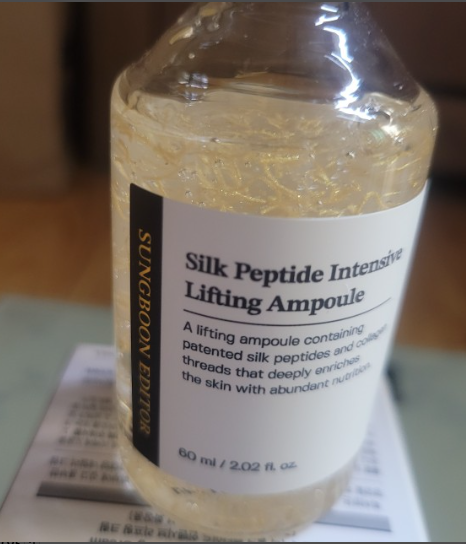 SUNGBOON EDITOR
Silk Peptide Intensive
Lifting Ampoule
A lifting ampoule containing
patented silk peptides and collagen
threads that deeply enriches
the skin with abundant nutrition.
60 ml / 2.02 fl. oz.